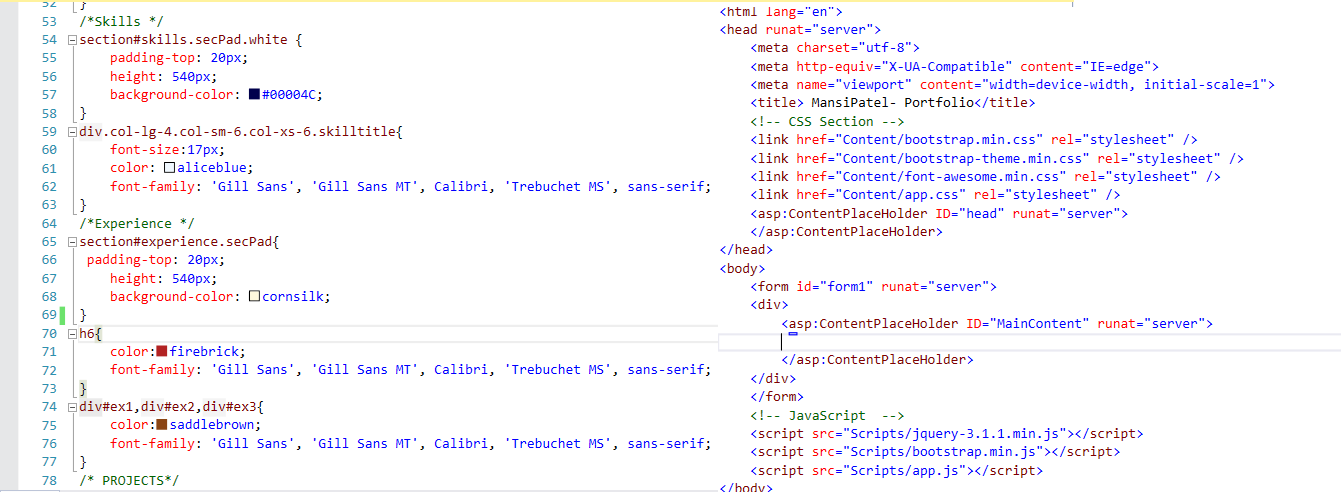 52 }
53 /*Skills */
54 section#skills.secPad.white {
55 padding-top: 20px;
56 height: 540px;
57 background-color: #00004C;
58 }
59 div.col-lg-4.col-sm-6.col-xs-6.skilltitle{
60 font-size:17px;
61 color: aliceblue;
62 font-family: 'Gill Sans', 'Gill Sans MT', Calibri, 'Trebuchet MS', sans-serif;
63 }
64 /*Experience */
65 section#experience.secPad{
66 padding-top: 20px;
67 height: 540px;
68 background-color: cornsilk;
69 }
70 h6{
71 color:firebrick;
72 font-family: 'Gill Sans', 'Gill Sans MT', Calibri, 'Trebuchet MS', sans-serif;
73 }
74 div#ex1,div#ex2,div#ex3{
75 color:saddlebrown;
76 font-family: 'Gill Sans', 'Gill Sans MT', Calibri, 'Trebuchet MS', sans-serif;
77 }
78 /* PROJECTS*/
<html lang="en">
<head runat="server">
<meta charset="utf-8">
<meta http-equiv="X-UA-Compatible" content="IE=edge">
<meta name="viewport" content="width=device-width, initial-scale=1">
<title> MansiPatel- Portfolio</title>
<!-- CSS Section -->
<link href="Content/bootstrap.min.css" rel="stylesheet" />
<link href="Content/bootstrap-theme.min.css" rel="stylesheet" />
<link href="Content/font-awesome.min.css" rel="stylesheet" />
<link href="Content/app.css" rel="stylesheet" />
<asp:ContentPlaceHolder ID="head" runat="server">
</asp:ContentPlaceHolder>
</head>
<body>
<form id="form1" runat="server">
<div>
<asp:ContentPlaceHolder ID="MainContent" runat="server">
</asp:ContentPlaceHolder>
</div>
</form>
<!-- JavaScript  -->
<script src="Scripts/jquery-3.1.1.min.js"></script>
<script src="Scripts/bootstrap.min.js"></script>
<script src="Scripts/app.js"></script>
</body>